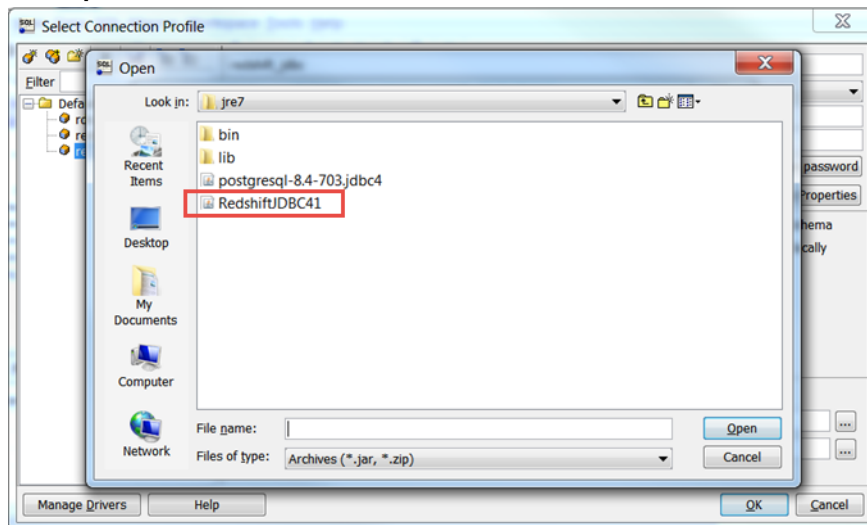 Select Connection Profile
Open
Filter
Look in:
jre7
Defa
bin
lib
postgresql-8.4-703.jdbc4
RedshiftJDBC41
Recent
Items
Desktop
My
Documents
Computer
Network
password
Properties
hema
cally
File name:
Open
Files of type:
Archives (*.jar, *.zip)
Cancel
...
...
Manage Drivers
Help
OK
Cancel